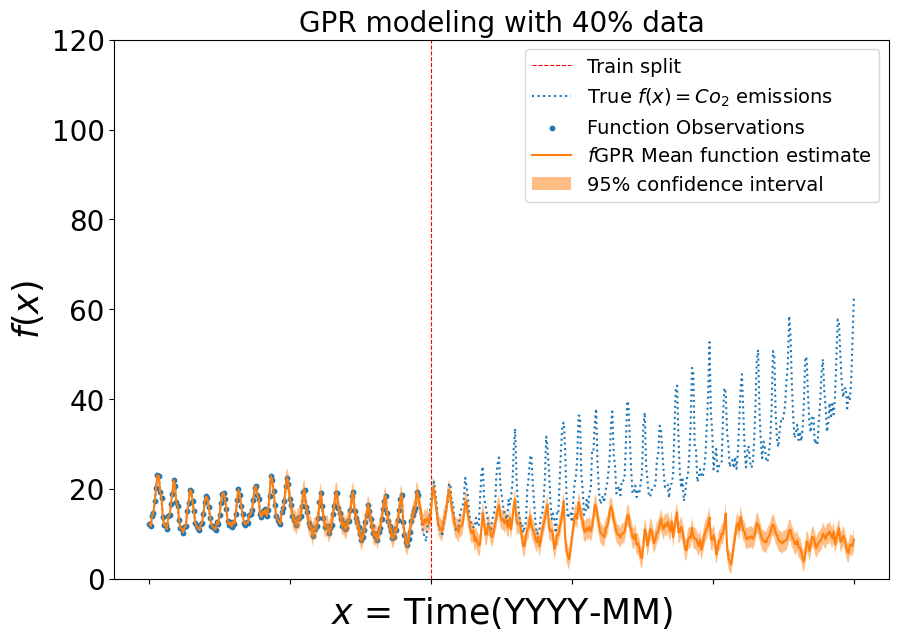 GPR modeling with 40% data
120
100
80
60
40
20
0
f(x)
Train split
True f(x) = Co₂ emissions
Function Observations
fGPR Mean function estimate
95% confidence interval
x = Time(YYYY-MM)